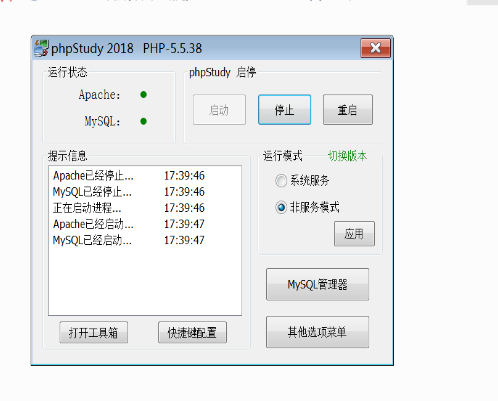 phpStudy 2018 PHP-5.5.38
运行状态
Apache:
MySQL:
phpStudy 启停
启动 停止 重启
提示信息
Apache已经停止... 17:39:46
MySQL已经停止... 17:39:46
正在启动进程... 17:39:46
Apache已经启动... 17:39:47
MySQL已经启动... 17:39:47
运行模式 切换版本
系统服务
非服务模式
应用
MySQL管理器
打开工具箱 快捷键配置
其他选项菜单